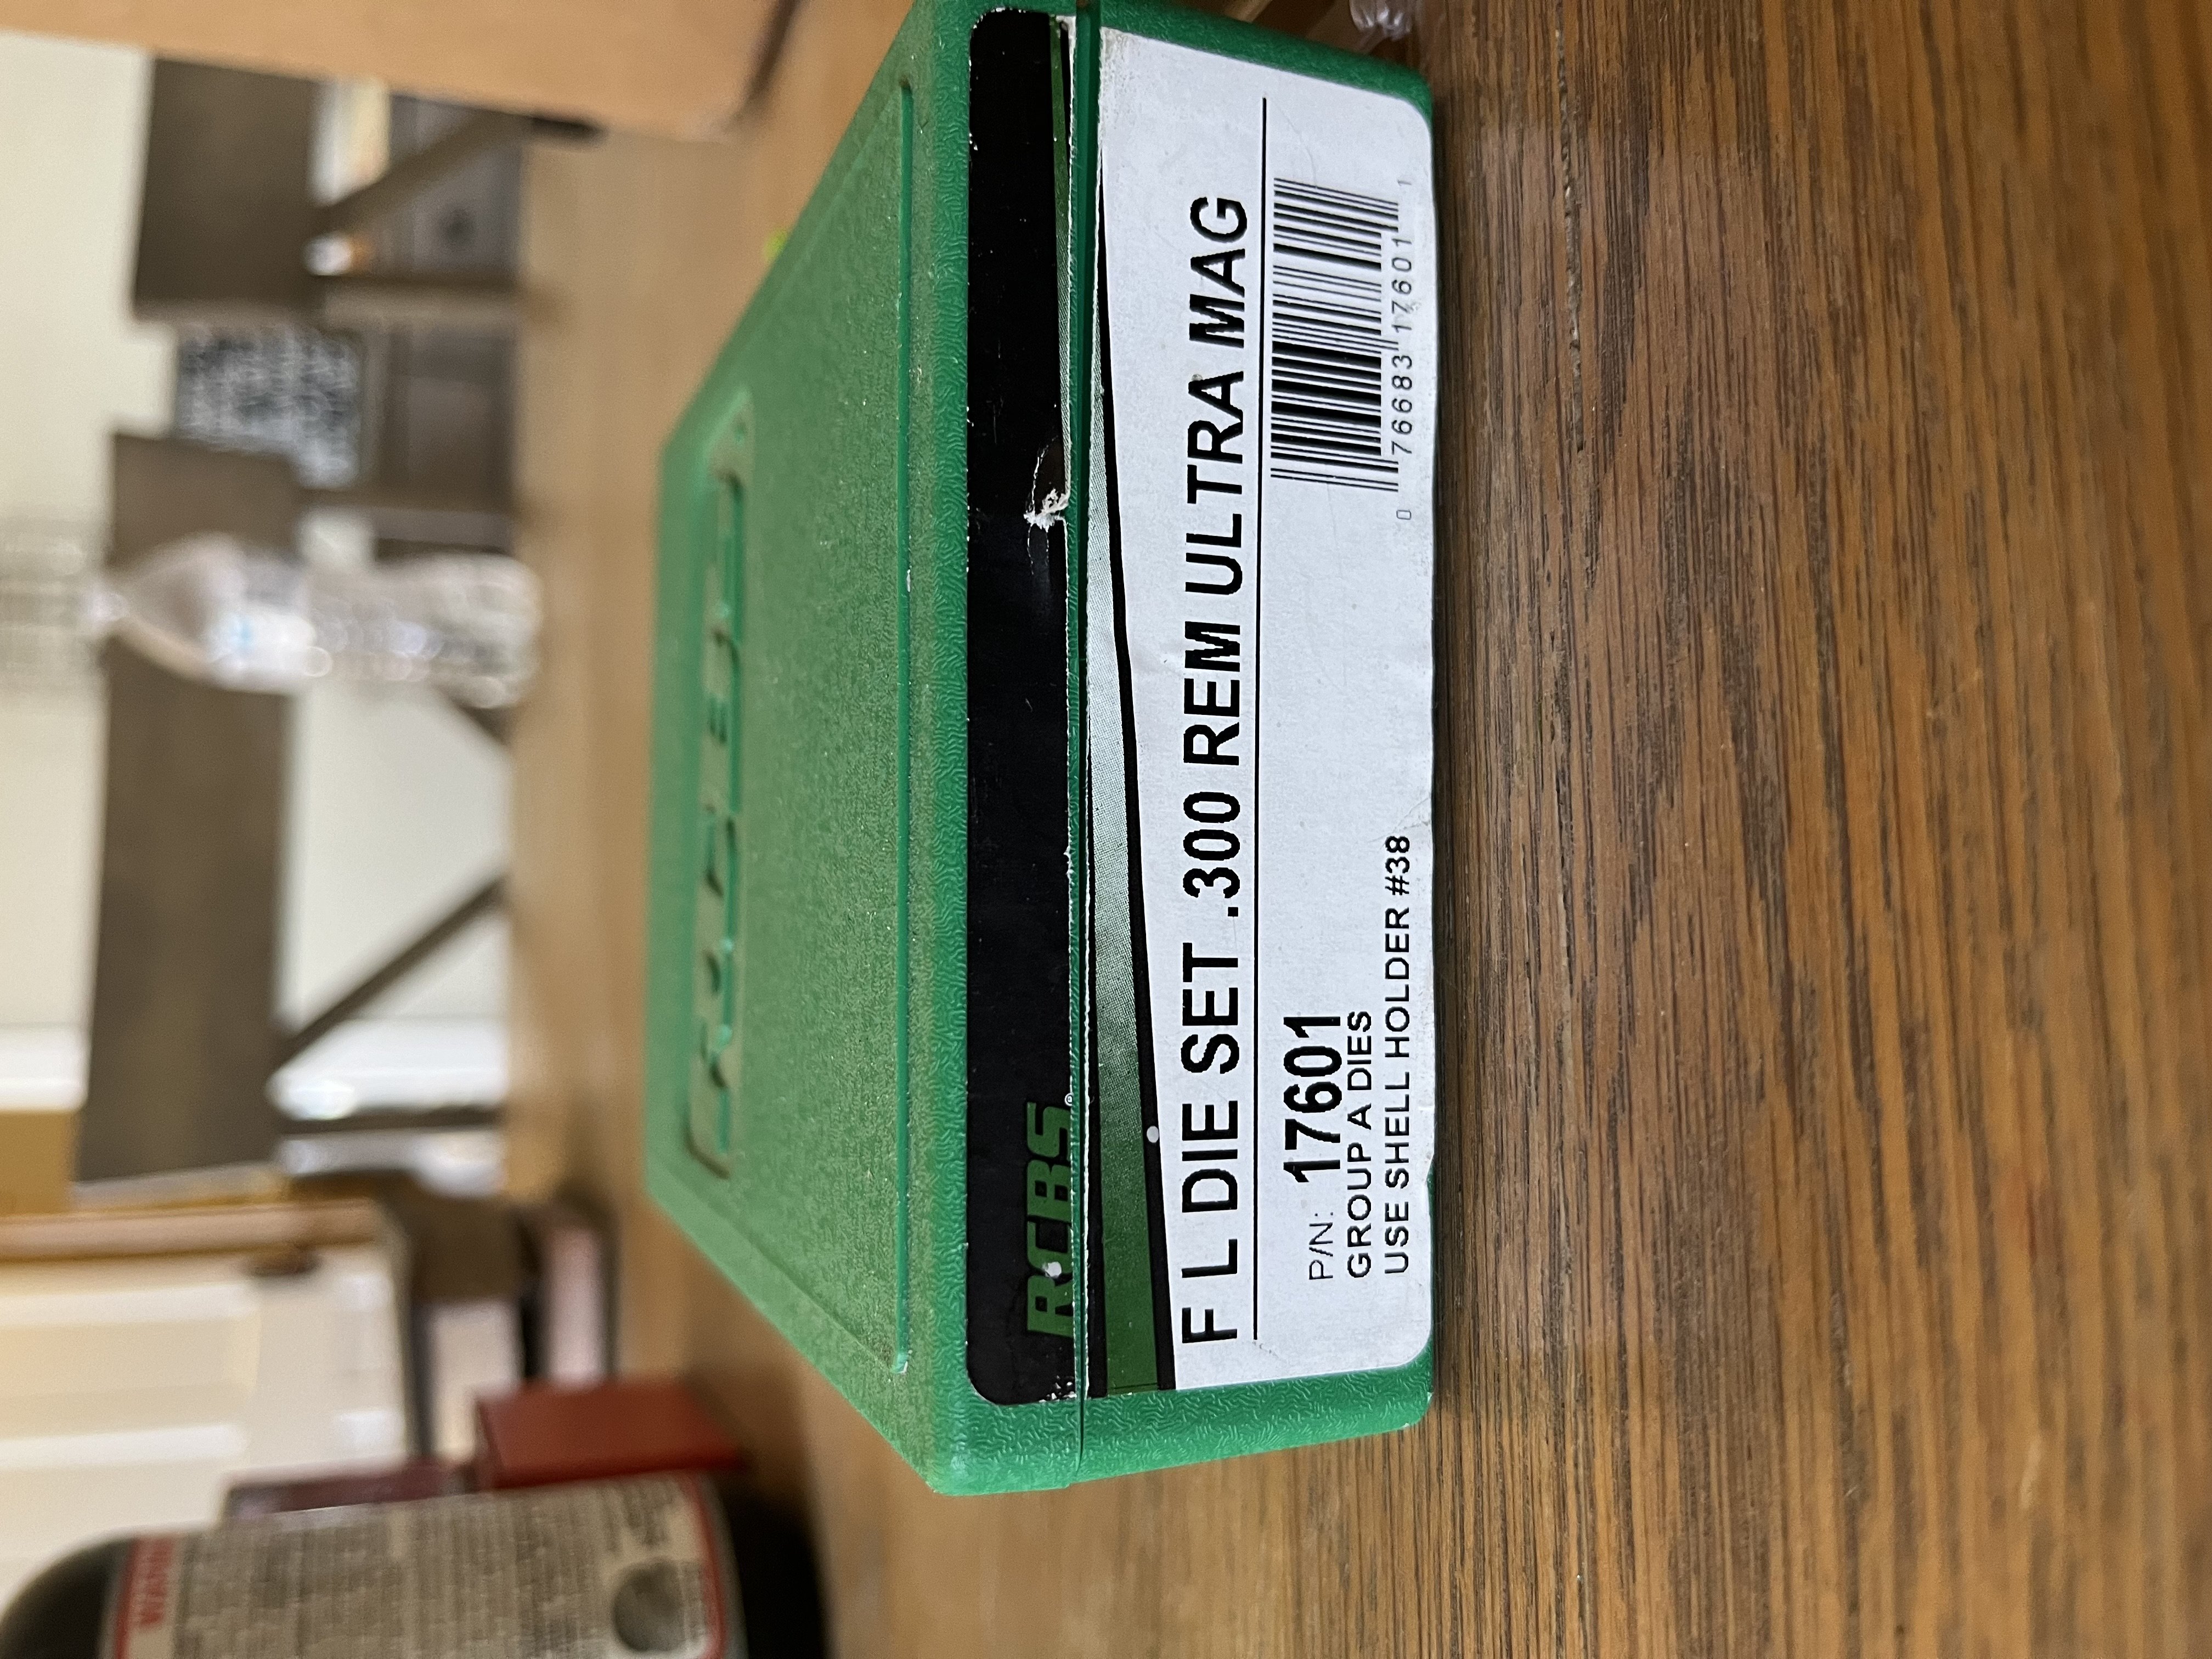 RCBS®
F L DIE SET .300 REM ULTRA MAG
P/N: 17601
GROUP A DIES
USE SHELL HOLDER #38
0 76683 17601 1